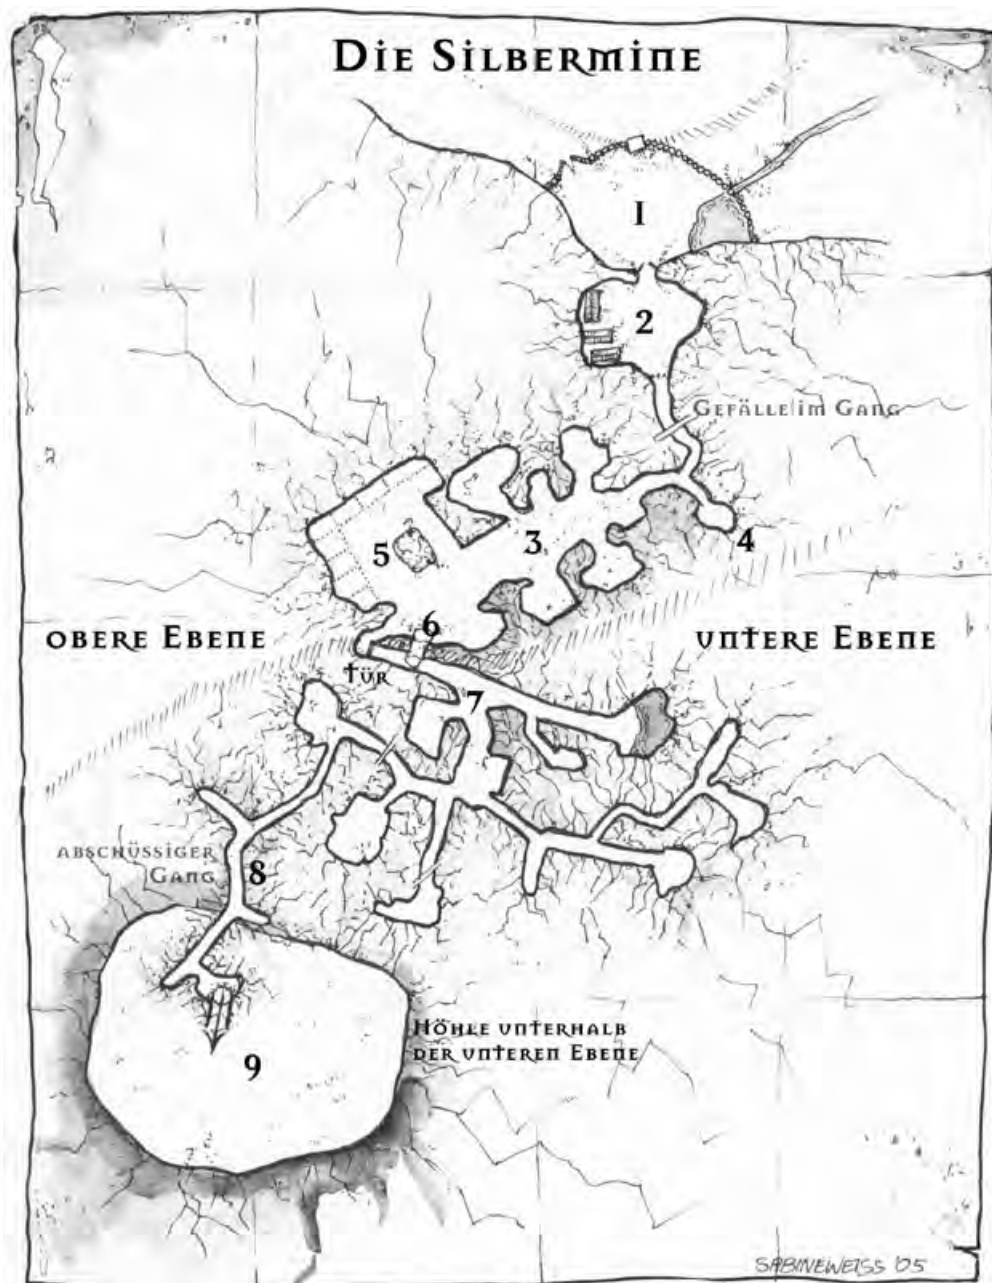 Die Silbermine
1
2
Gefälle im Gang
3
4
5
6
obere Ebene
untere Ebene
Tür
7
abschüssiger
Gang
8
Höhle unterhalb
der unteren Ebene
9
SABINEWEISS '05